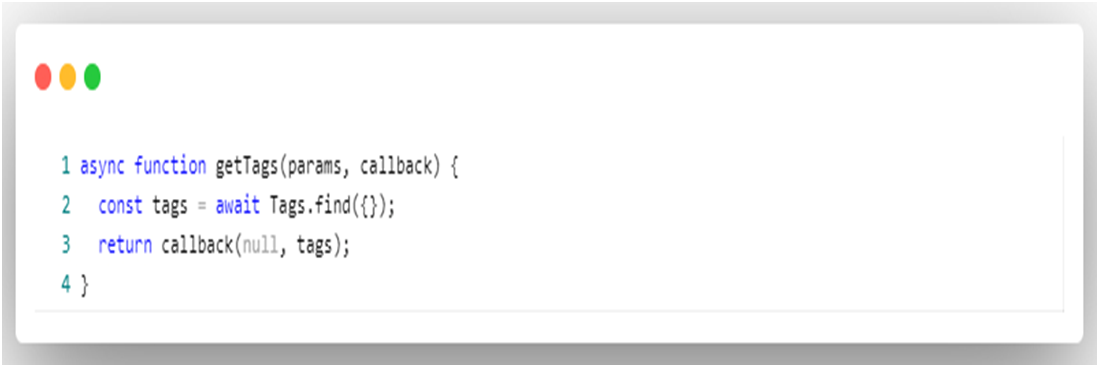 1 async function getTags(params, callback) {
2   const tags = await Tags.find({});
3   return callback(null, tags);
4 }